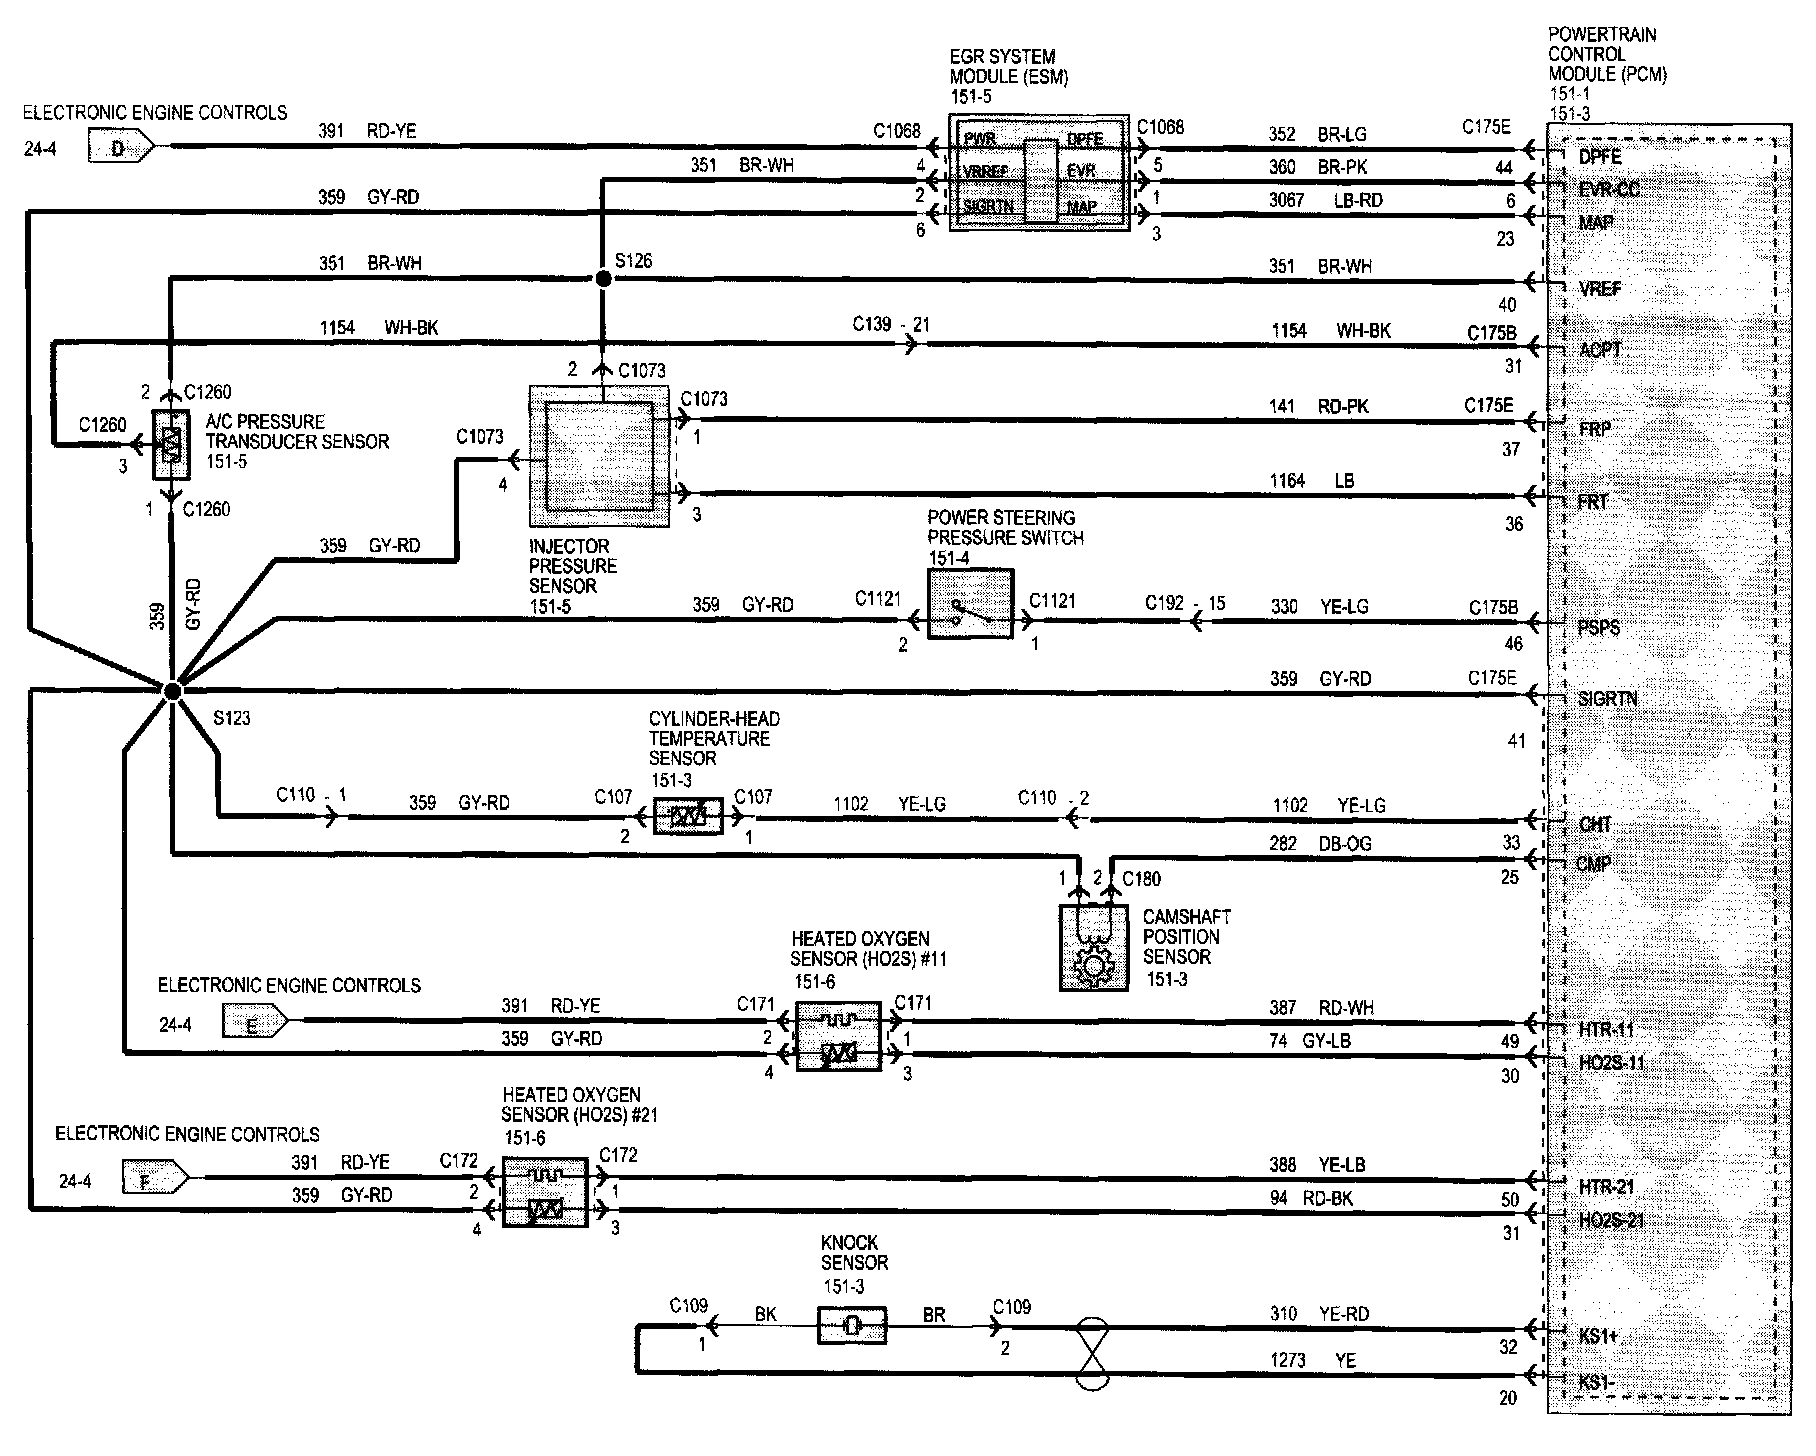 POWERTRAIN
CONTROL
MODULE (PCM)
151-1
151-3
EGR SYSTEM
MODULE (ESM)
151-5
ELECTRONIC ENGINE CONTROLS
24-4 D
391 RD-YE
C1068
PWR
DPFE
C1068
352 BR-LG
C175E
DPFE
351 BR-WH
4
VRREF
EVR
5
360 BR-PK
44
EVR-CC
359 GY-RD
2
SIGRTN
MAP
1
3067 LB-RD
6
MAP
6
3
23
351 BR-WH
S126
351 BR-WH
VREF
40
1154 WH-BK
C139 - 21
1154 WH-BK
C175B
ACPT
31
2 C1260
2 C1073
C1260
A/C PRESSURE
TRANSDUCER SENSOR
151-5
3
1 C1260
C1073
4
C1073
1
141 RD-PK
C175E
FRP
37
3
1164 LB
FRT
36
INJECTOR
PRESSURE
SENSOR
151-5
359 GY-RD
359 GY-RD
POWER STEERING
PRESSURE SWITCH
151-4
359 GY-RD
C1121
C1121
C192 - 15
330 YE-LG
C175B
PSPS
2
1
46
359 GY-RD
C175E
SIGRTN
S123
41
CYLINDER-HEAD
TEMPERATURE
SENSOR
151-3
C110 - 1
359 GY-RD
C107
C107
1102 YE-LG
C110 - 2
1102 YE-LG
CHT
2
1
33
282 DB-OG
CMP
25
1 2 C180
CAMSHAFT
POSITION
SENSOR
151-3
HEATED OXYGEN
SENSOR (HO2S) #11
151-6
ELECTRONIC ENGINE CONTROLS
24-4 E
391 RD-YE
C171
C171
387 RD-WH
HTR-11
359 GY-RD
2
1
74 GY-LB
49
HO2S-11
4
3
30
HEATED OXYGEN
SENSOR (HO2S) #21
151-6
ELECTRONIC ENGINE CONTROLS
24-4 F
391 RD-YE
C172
C172
388 YE-LB
HTR-21
359 GY-RD
2
1
94 RD-BK
50
HO2S-21
4
3
31
KNOCK
SENSOR
151-3
C109
BK
BR
C109
310 YE-RD
KS1+
1
2
32
1273 YE
KS1-
20